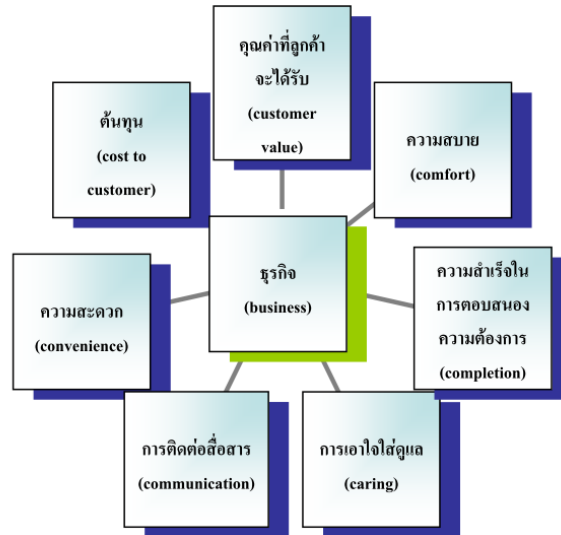 คุณค่าที่ลูกค้า
จะได้รับ
(customer
value)
ต้นทุน
(cost to
customer)
ความสบาย
(comfort)
ธุรกิจ
(business)
ความสะดวก
(convenience)
ความสำเร็จใน
การตอบสนอง
ความต้องการ
(completion)
การติดต่อสื่อสาร
(communication)
การเอาใจใส่ดูแล
(caring)